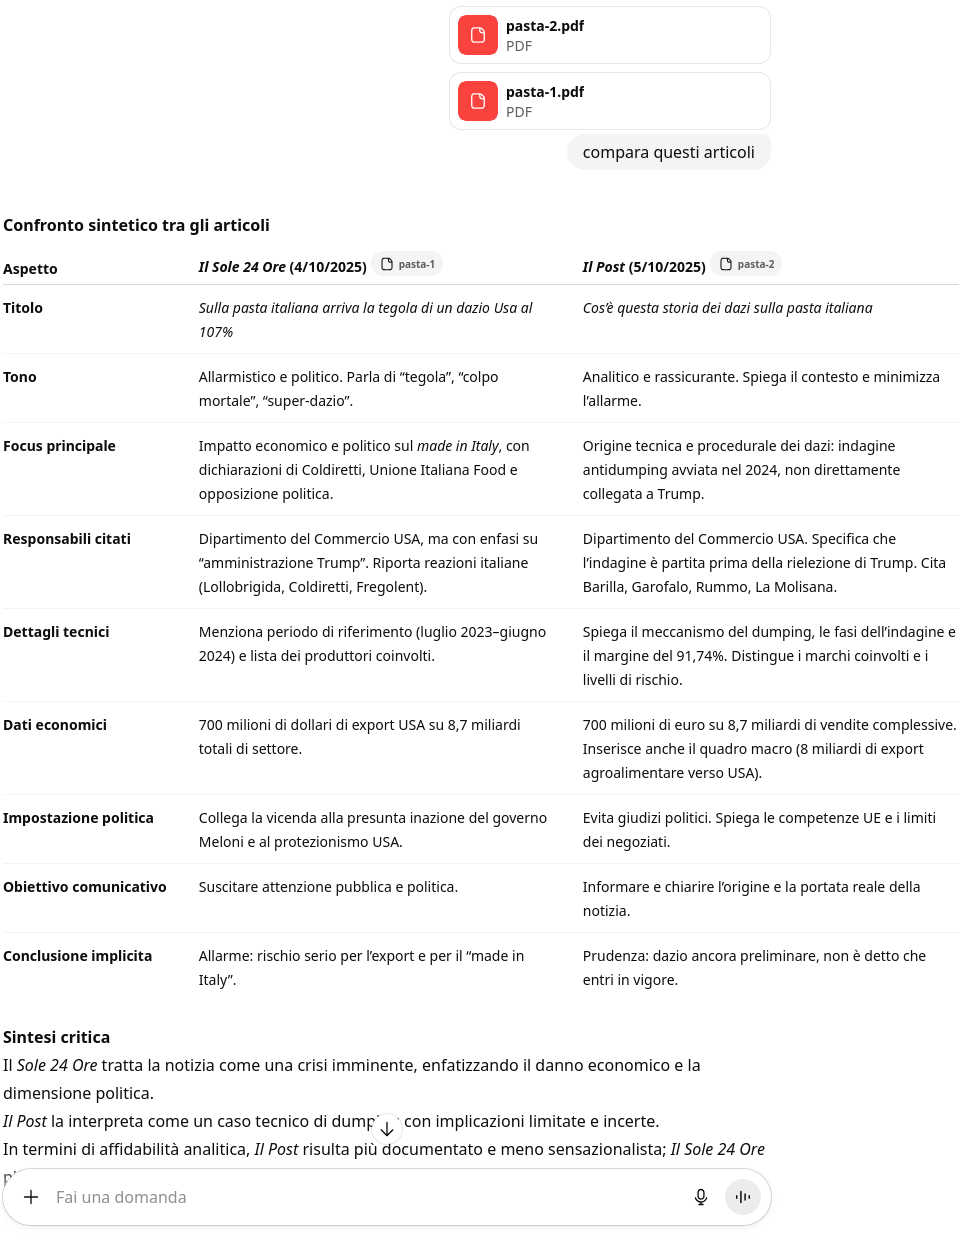 pasta-2.pdf
PDF
pasta-1.pdf
PDF
compara questi articoli
Confronto sintetico tra gli articoli
Aspetto
Il Sole 24 Ore (4/10/2025) pasta-1
Il Post (5/10/2025) pasta-2
Titolo
Sulla pasta italiana arriva la tegola di un dazio Usa al
107%
Cos’è questa storia dei dazi sulla pasta italiana
Tono
Allarmistico e politico. Parla di “tegola”, “colpo
mortale”, “super-dazio”.
Analitico e rassicurante. Spiega il contesto e minimizza
l’allarme.
Focus principale
Impatto economico e politico sul made in Italy, con
dichiarazioni di Coldiretti, Unione Italiana Food e
opposizione politica.
Origine tecnica e procedurale dei dazi: indagine
antidumping avviata nel 2024, non direttamente
collegata a Trump.
Responsabili citati
Dipartimento del Commercio USA, ma con enfasi su
“amministrazione Trump”. Riporta reazioni italiane
(Lollobrigida, Coldiretti, Fregolent).
Dipartimento del Commercio USA. Specifica che
l’indagine è partita prima della rielezione di Trump. Cita
Barilla, Garofalo, Rummo, La Molisana.
Dettagli tecnici
Menziona periodo di riferimento (luglio 2023–giugno
2024) e lista dei produttori coinvolti.
Spiega il meccanismo del dumping, le fasi dell’indagine e
il margine del 91,74%. Distingue i marchi coinvolti e i
livelli di rischio.
Dati economici
700 milioni di dollari di export USA su 8,7 miliardi
totali di settore.
700 milioni di euro su 8,7 miliardi di vendite complessive.
Inserisce anche il quadro macro (8 miliardi di export
agroalimentare verso USA).
Impostazione politica
Collega la vicenda alla presunta inazione del governo
Meloni e al protezionismo USA.
Evita giudizi politici. Spiega le competenze UE e i limiti
dei negoziati.
Obiettivo comunicativo
Suscitare attenzione pubblica e politica.
Informare e chiarire l’origine e la portata reale della
notizia.
Conclusione implicita
Allarme: rischio serio per l’export e per il “made in
Italy”.
Prudenza: dazio ancora preliminare, non è detto che
entri in vigore.
Sintesi critica
Il Sole 24 Ore tratta la notizia come una crisi imminente, enfatizzando il danno economico e la
dimensione politica.
Il Post la interpreta come un caso tecnico di dumping con implicazioni limitate e incerte.
In termini di affidabilità analitica, Il Post risulta più documentato e meno sensazionalista; Il Sole 24 Ore
Fai una domanda